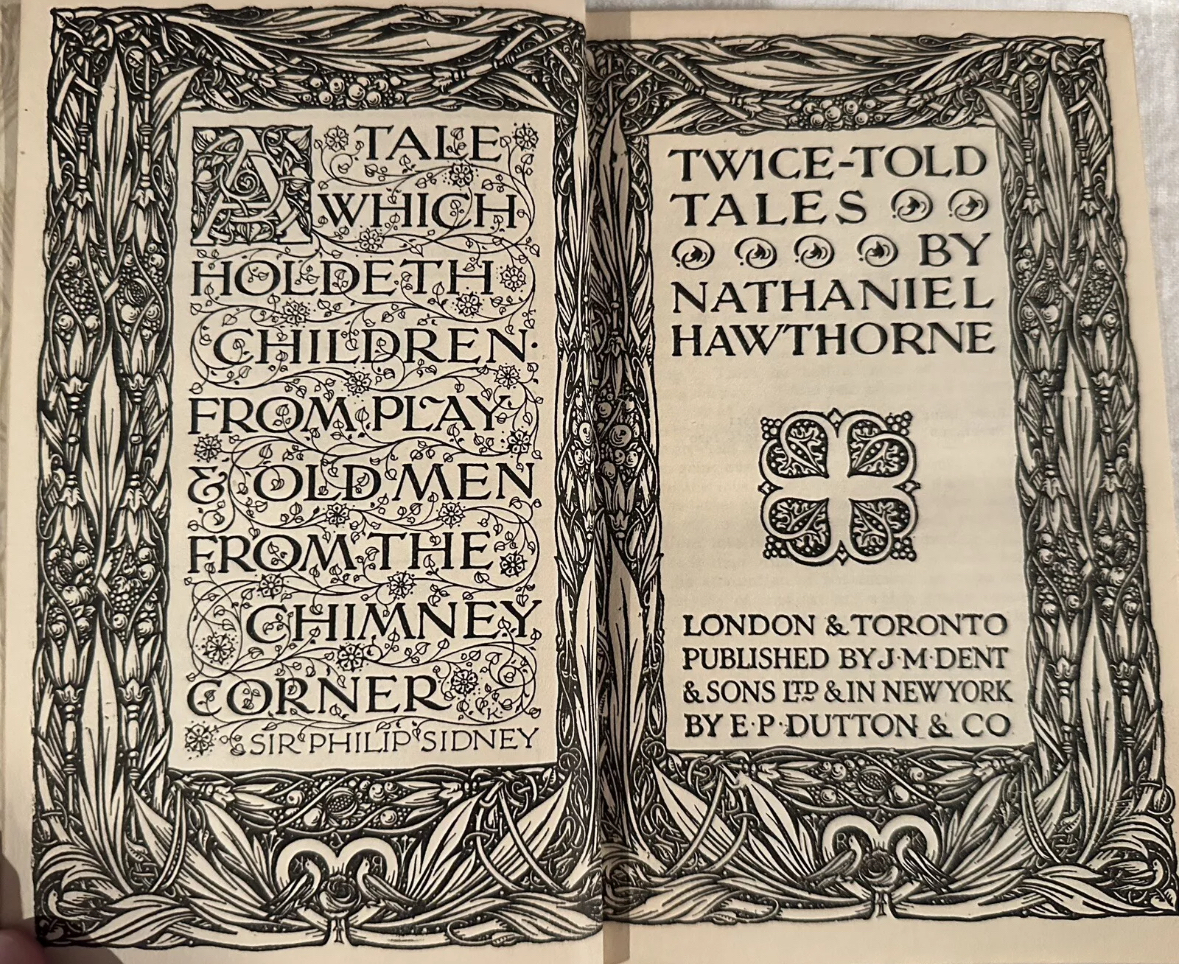 A TALE
WHICH
HOLDETH
CHILDREN·
FROM PLAY
& OLD MEN
FROM THE
CHIMNEY
CORNER
SIR PHILIP SIDNEY
TWICE-TOLD
TALES
BY
NATHANIEL
HAWTHORNE
LONDON & TORONTO
PUBLISHED BY J·M·DENT
& SONS LTD & IN NEW YORK
BY E·P·DUTTON & CO